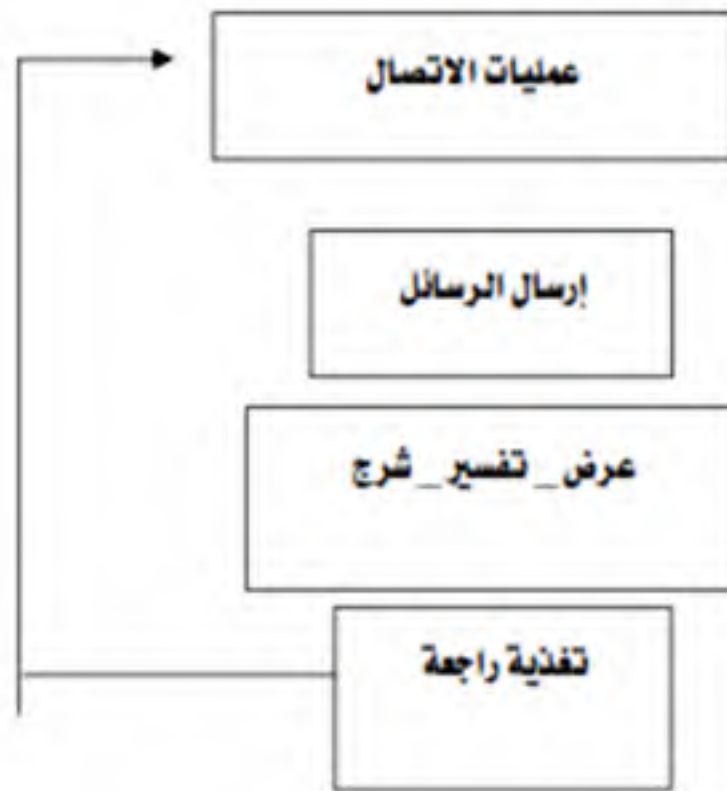 عمليات الاتصال
إرسال الرسائل
عرض _ تفسير _ شرح
تغذية راجعة